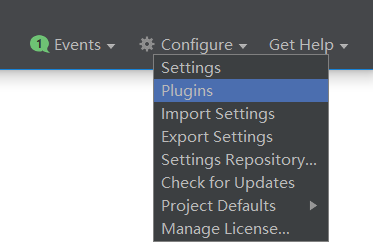 1 Events Configure Get Help
Settings
Plugins
Import Settings
Export Settings
Settings Repository...
Check for Updates
Project Defaults
Manage License...